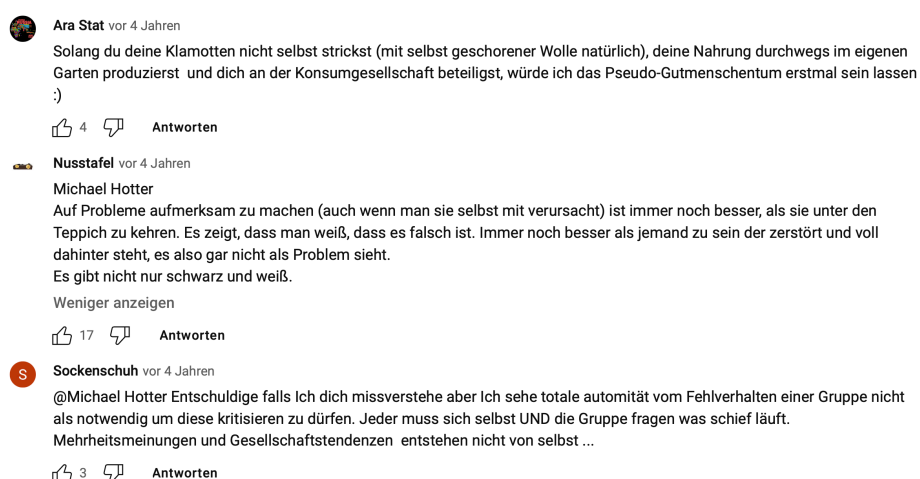 Ara Stat vor 4 Jahren
Solang du deine Klamotten nicht selbst strickst (mit selbst geschorener Wolle natürlich), deine Nahrung durchwegs im eigenen
Garten produzierst  und dich an der Konsumgesellschaft beteiligst, würde ich das Pseudo-Gutmenschentum erstmal sein lassen
:)
4 Antworten
Nusstafel vor 4 Jahren
Michael Hotter
Auf Probleme aufmerksam zu machen (auch wenn man sie selbst mit verursacht) ist immer noch besser, als sie unter den
Teppich zu kehren. Es zeigt, dass man weiß, dass es falsch ist. Immer noch besser als jemand zu sein der zerstört und voll
dahinter steht, es also gar nicht als Problem sieht.
Es gibt nicht nur schwarz und weiß.
Weniger anzeigen
17 Antworten
S
Sockenschuh vor 4 Jahren
@Michael Hotter Entschuldige falls Ich dich missverstehe aber Ich sehe totale automität vom Fehlverhalten einer Gruppe nicht
als notwendig um diese kritisieren zu dürfen. Jeder muss sich selbst UND die Gruppe fragen was schief läuft.
Mehrheitsmeinungen und Gesellschaftstendenzen  entstehen nicht von selbst ...
3 Antworten